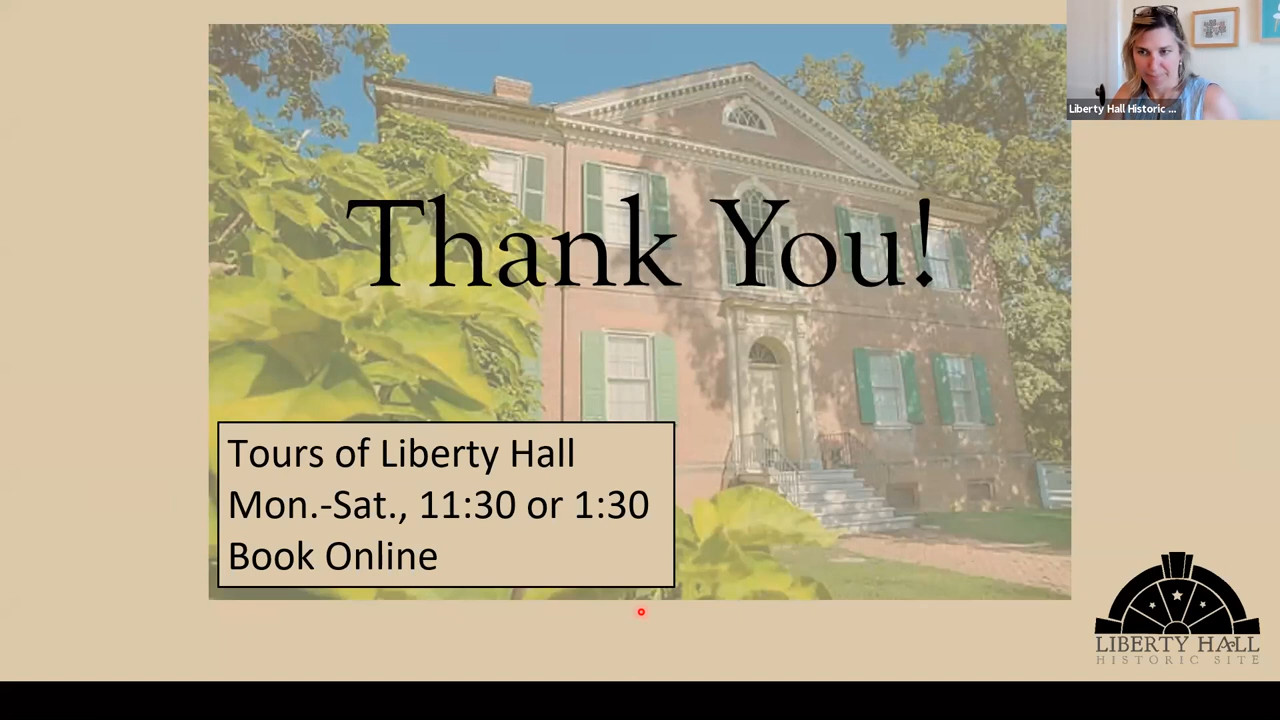 Liberty Hall Historic ...
Thank You!
Tours of Liberty Hall
Mon.-Sat., 11:30 or 1:30
Book Online
LIBERTY HALL
HISTORIC SITE